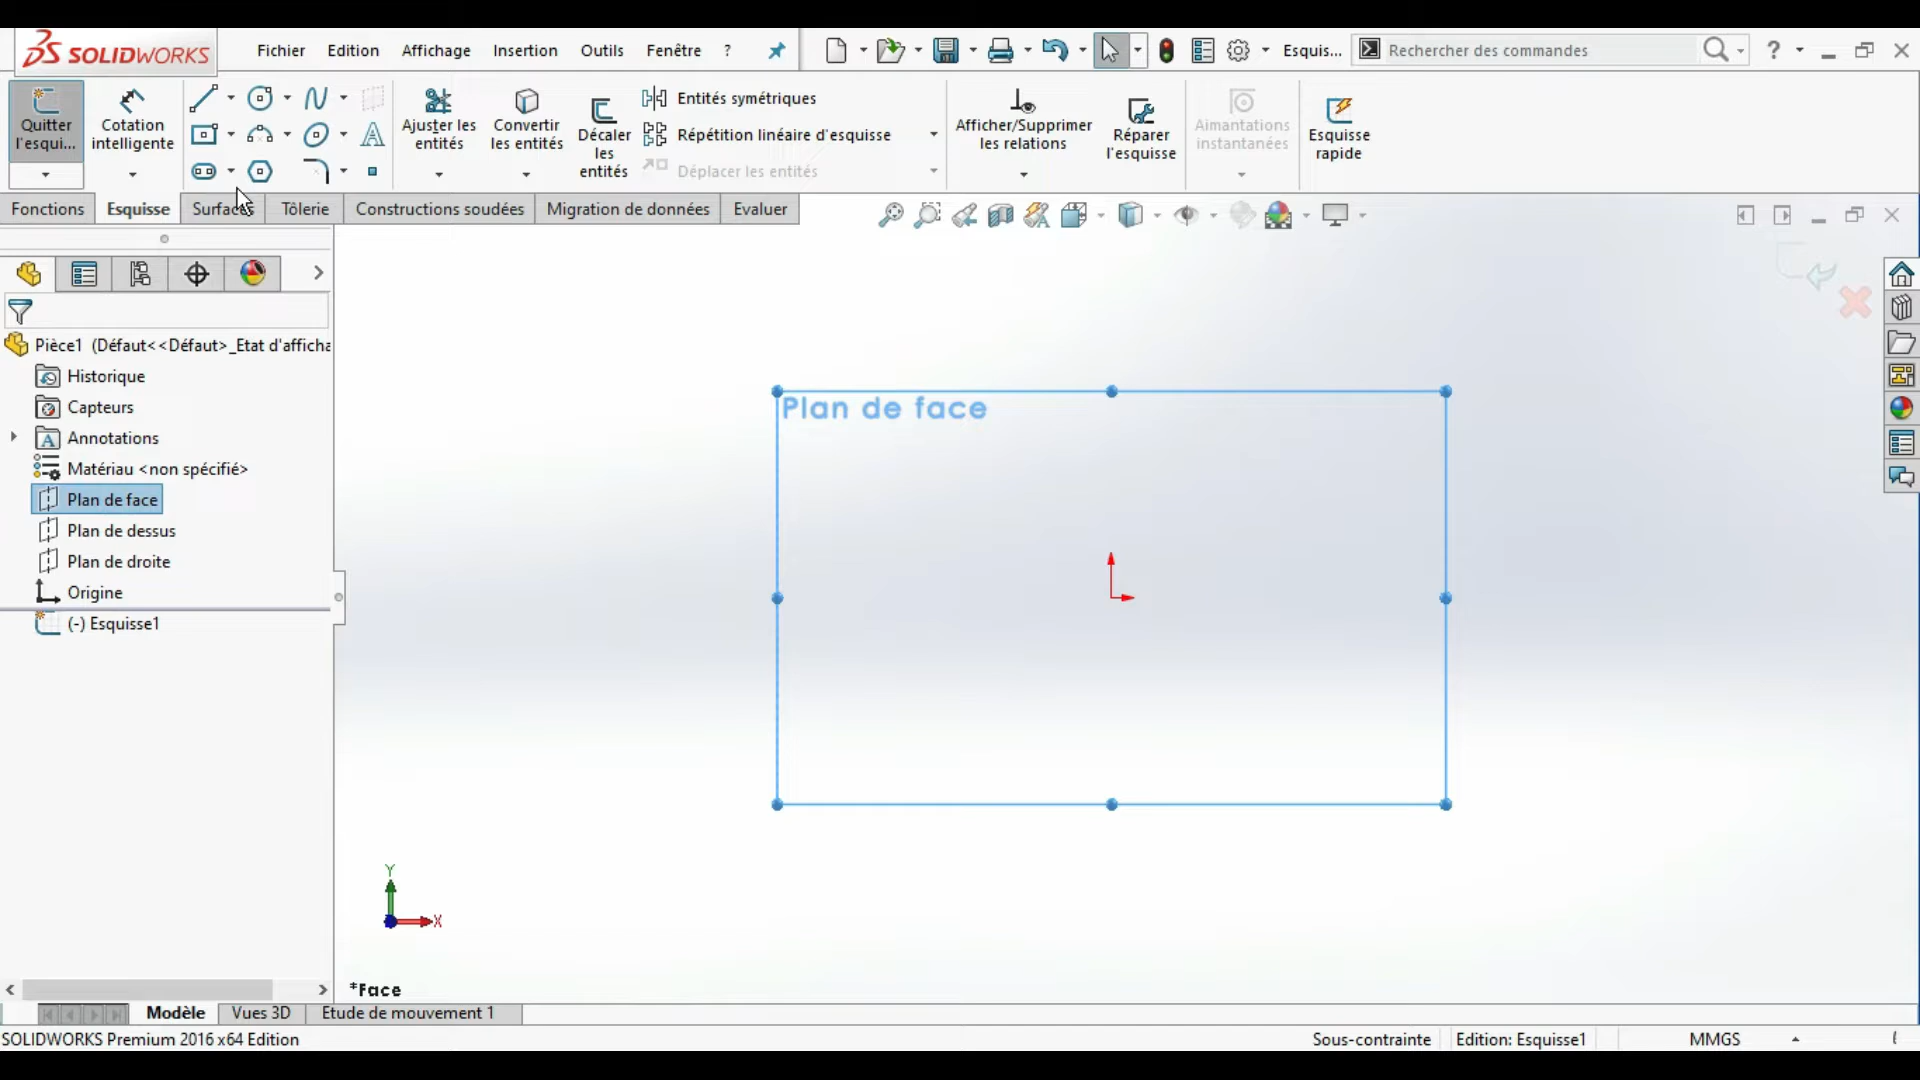 SOLIDWORKS
Fichier Edition Affichage Insertion Outils Fenêtre ?
Esquis... Rechercher des commandes ?
Quitter l'esqui...
Cotation intelligente
Ajuster les entités
Convertir les entités
Décaler les entités
Entités symétriques
Répétition linéaire d'esquisse
Déplacer les entités
Afficher/Supprimer les relations
Réparer l'esquisse
Aimantations instantanées
Esquisse rapide
Fonctions Esquisse Surfaces Tôlerie Constructions soudées Migration de données Evaluer
Pièce1 (Défaut<<Défaut>_Etat d'afficha
Historique
Capteurs
Annotations
Matériau <non spécifié>
Plan de face
Plan de dessus
Plan de droite
Origine
(-) Esquisse1
Plan de face
Y
X
*Face
Modèle Vues 3D Etude de mouvement 1
SOLIDWORKS Premium 2016 x64 Edition
Sous-contrainte Edition: Esquisse1 MMGS